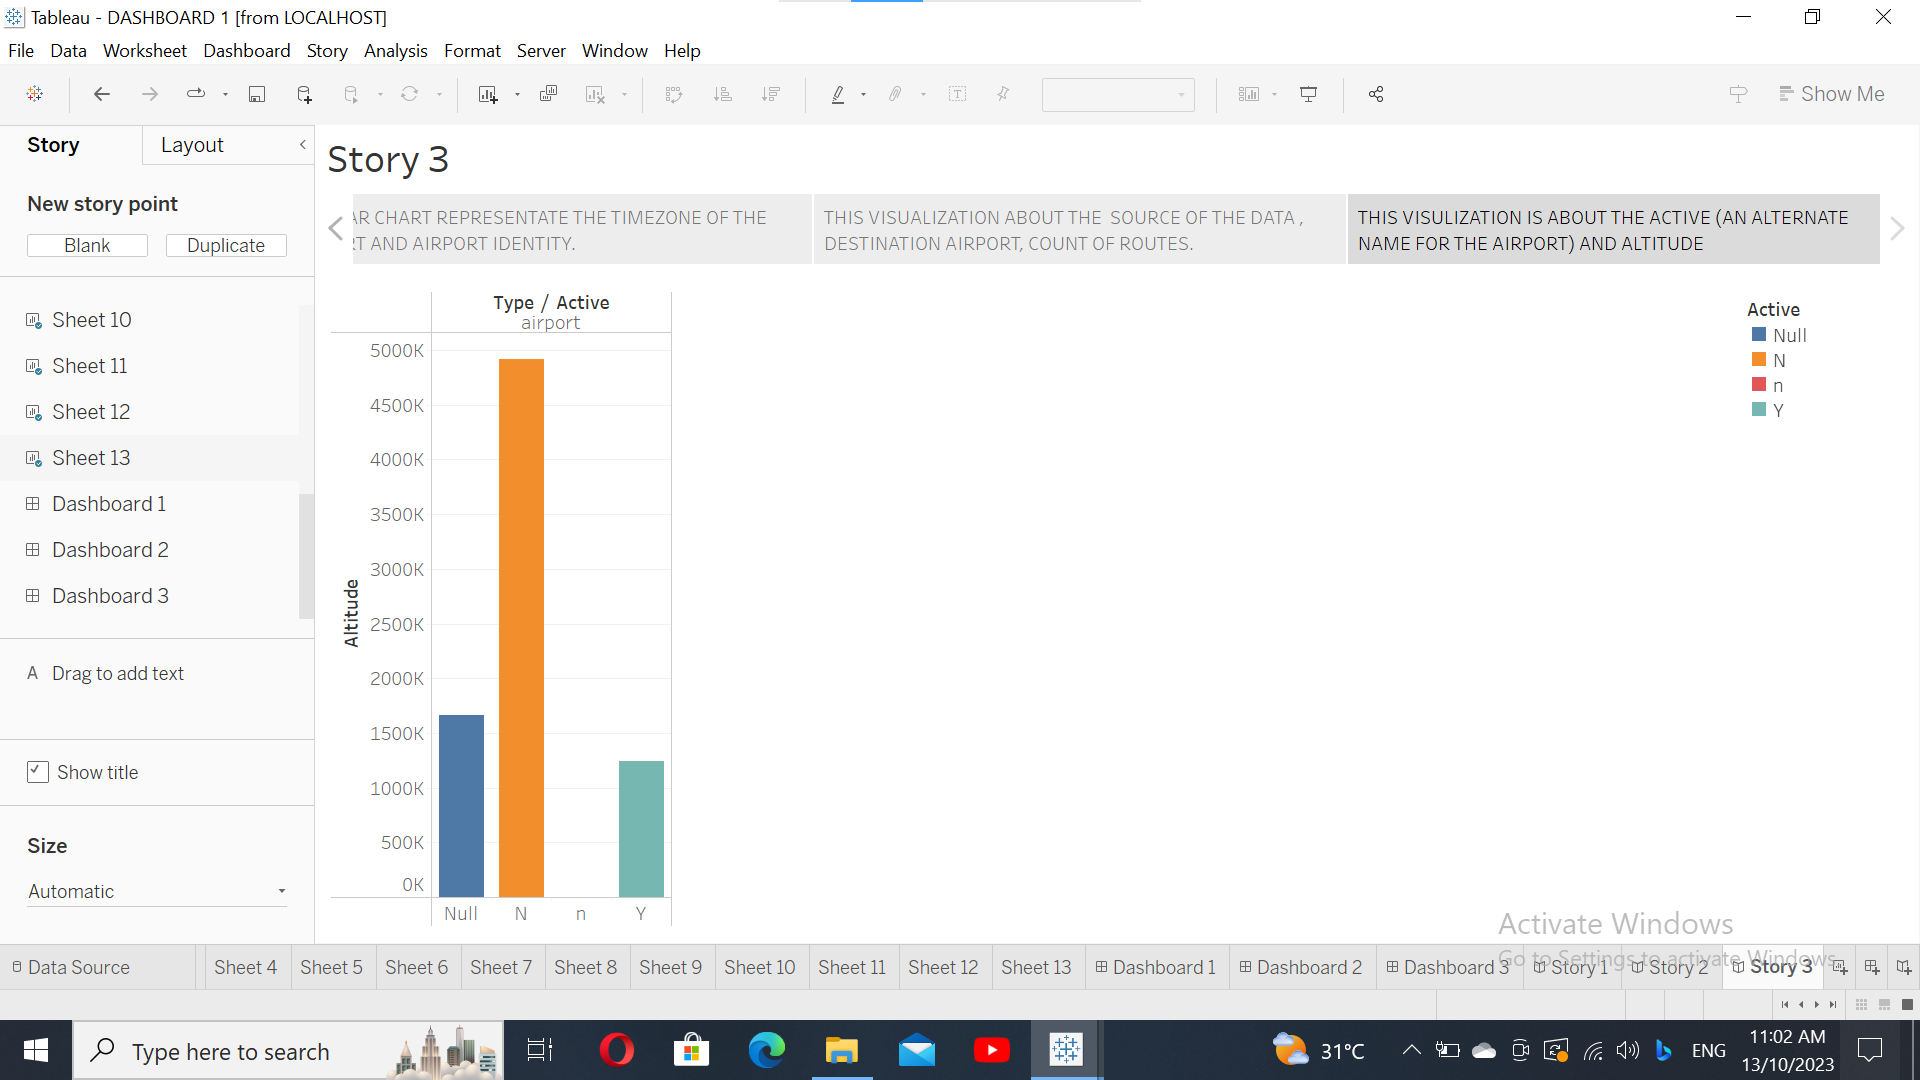 Tableau - DASHBOARD 1 [from LOCALHOST]
File Data Worksheet Dashboard Story Analysis Format Server Window Help
Show Me
Story Layout
New story point
Blank Duplicate
Sheet 10
Sheet 11
Sheet 12
Sheet 13
Dashboard 1
Dashboard 2
Dashboard 3
A Drag to add text
Show title
Size
Automatic
Story 3
AR CHART REPRESENTATE THE TIMEZONE OF THE
RT AND AIRPORT IDENTITY.
THIS VISUALIZATION ABOUT THE SOURCE OF THE DATA ,
DESTINATION AIRPORT, COUNT OF ROUTES.
THIS VISULIZATION IS ABOUT THE ACTIVE (AN ALTERNATE
NAME FOR THE AIRPORT) AND ALTITUDE
Type / Active
airport
5000K
4500K
4000K
3500K
3000K
2500K
2000K
1500K
1000K
500K
0K
Altitude
Null N n Y
Active
Null
N
n
Y
Activate Windows
Go to Settings to activate Windows.
Data Source Sheet 4 Sheet 5 Sheet 6 Sheet 7 Sheet 8 Sheet 9 Sheet 10 Sheet 11 Sheet 12 Sheet 13 Dashboard 1 Dashboard 2 Dashboard 3 Story 1 Story 2 Story 3
Type here to search
31°C
ENG
11:02 AM
13/10/2023